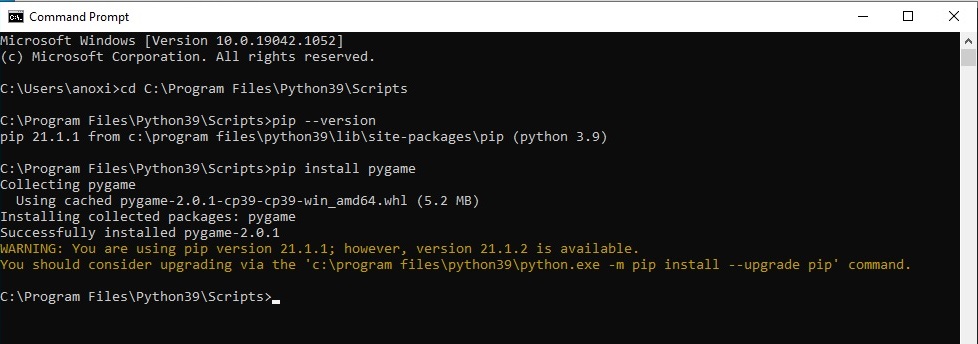 Command Prompt
Microsoft Windows [Version 10.0.19042.1052]
(c) Microsoft Corporation. All rights reserved.
C:\Users\anoxi>cd C:\Program Files\Python39\Scripts
C:\Program Files\Python39\Scripts>pip --version
pip 21.1.1 from c:\program files\python39\lib\site-packages\pip (python 3.9)
C:\Program Files\Python39\Scripts>pip install pygame
Collecting pygame
  Using cached pygame-2.0.1-cp39-cp39-win_amd64.whl (5.2 MB)
Installing collected packages: pygame
Successfully installed pygame-2.0.1
WARNING: You are using pip version 21.1.1; however, version 21.1.2 is available.
You should consider upgrading via the 'c:\program files\python39\python.exe -m pip install --upgrade pip' command.
C:\Program Files\Python39\Scripts>